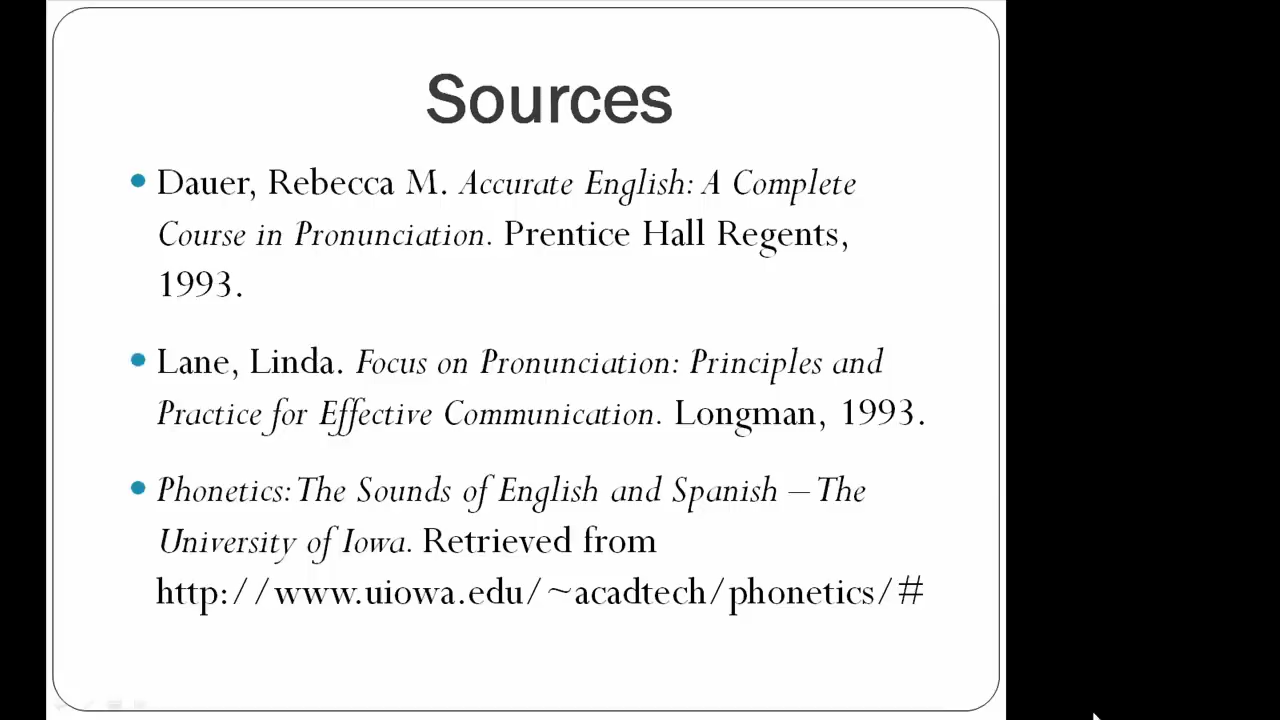 Sources
Dauer, Rebecca M. Accurate English: A Complete
Course in Pronunciation. Prentice Hall Regents,
1993.
Lane, Linda. Focus on Pronunciation: Principles and
Practice for Effective Communication. Longman, 1993.
Phonetics: The Sounds of English and Spanish – The
University of Iowa. Retrieved from
http://www.uiowa.edu/~acadtech/phonetics/#